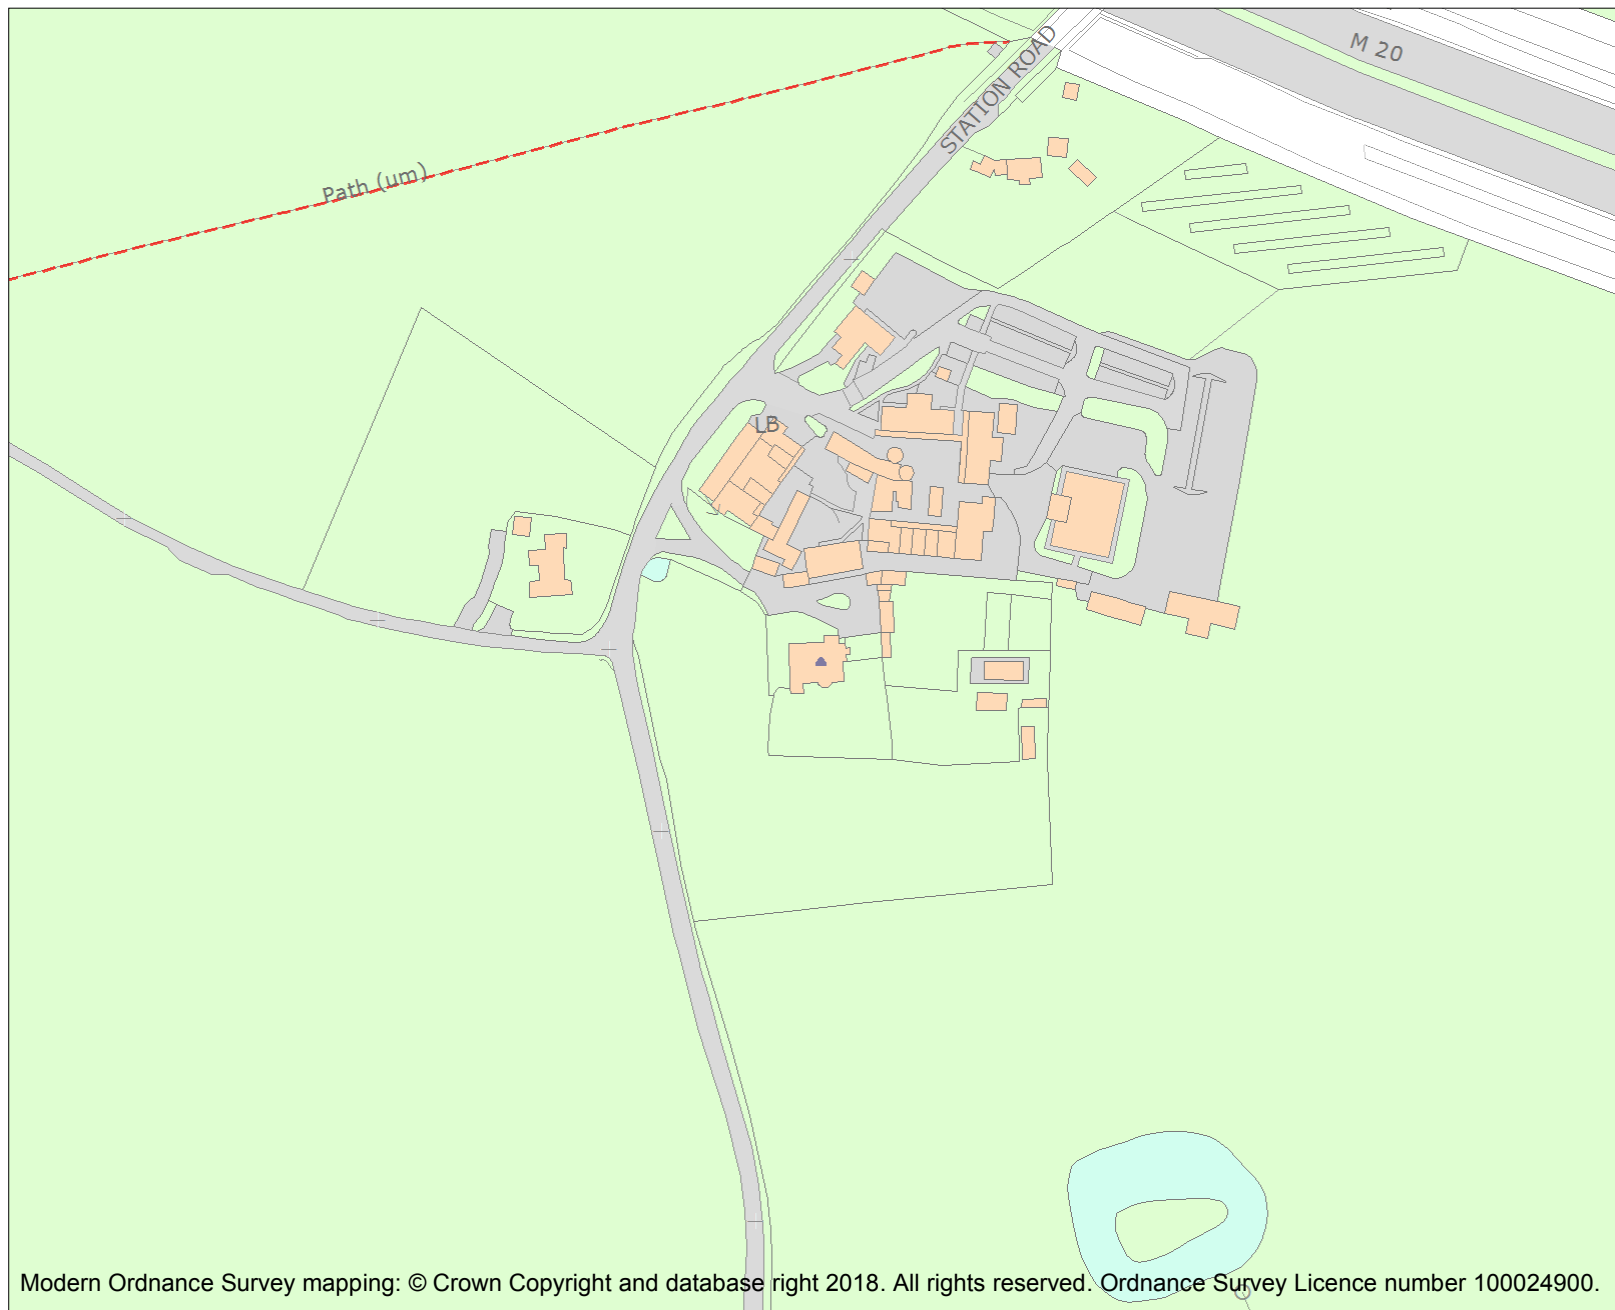 M 20
STATION ROAD
Path (um)
LB
Modern Ordnance Survey mapping: © Crown Copyright and database right 2018. All rights reserved. Ordnance Survey Licence number 100024900.